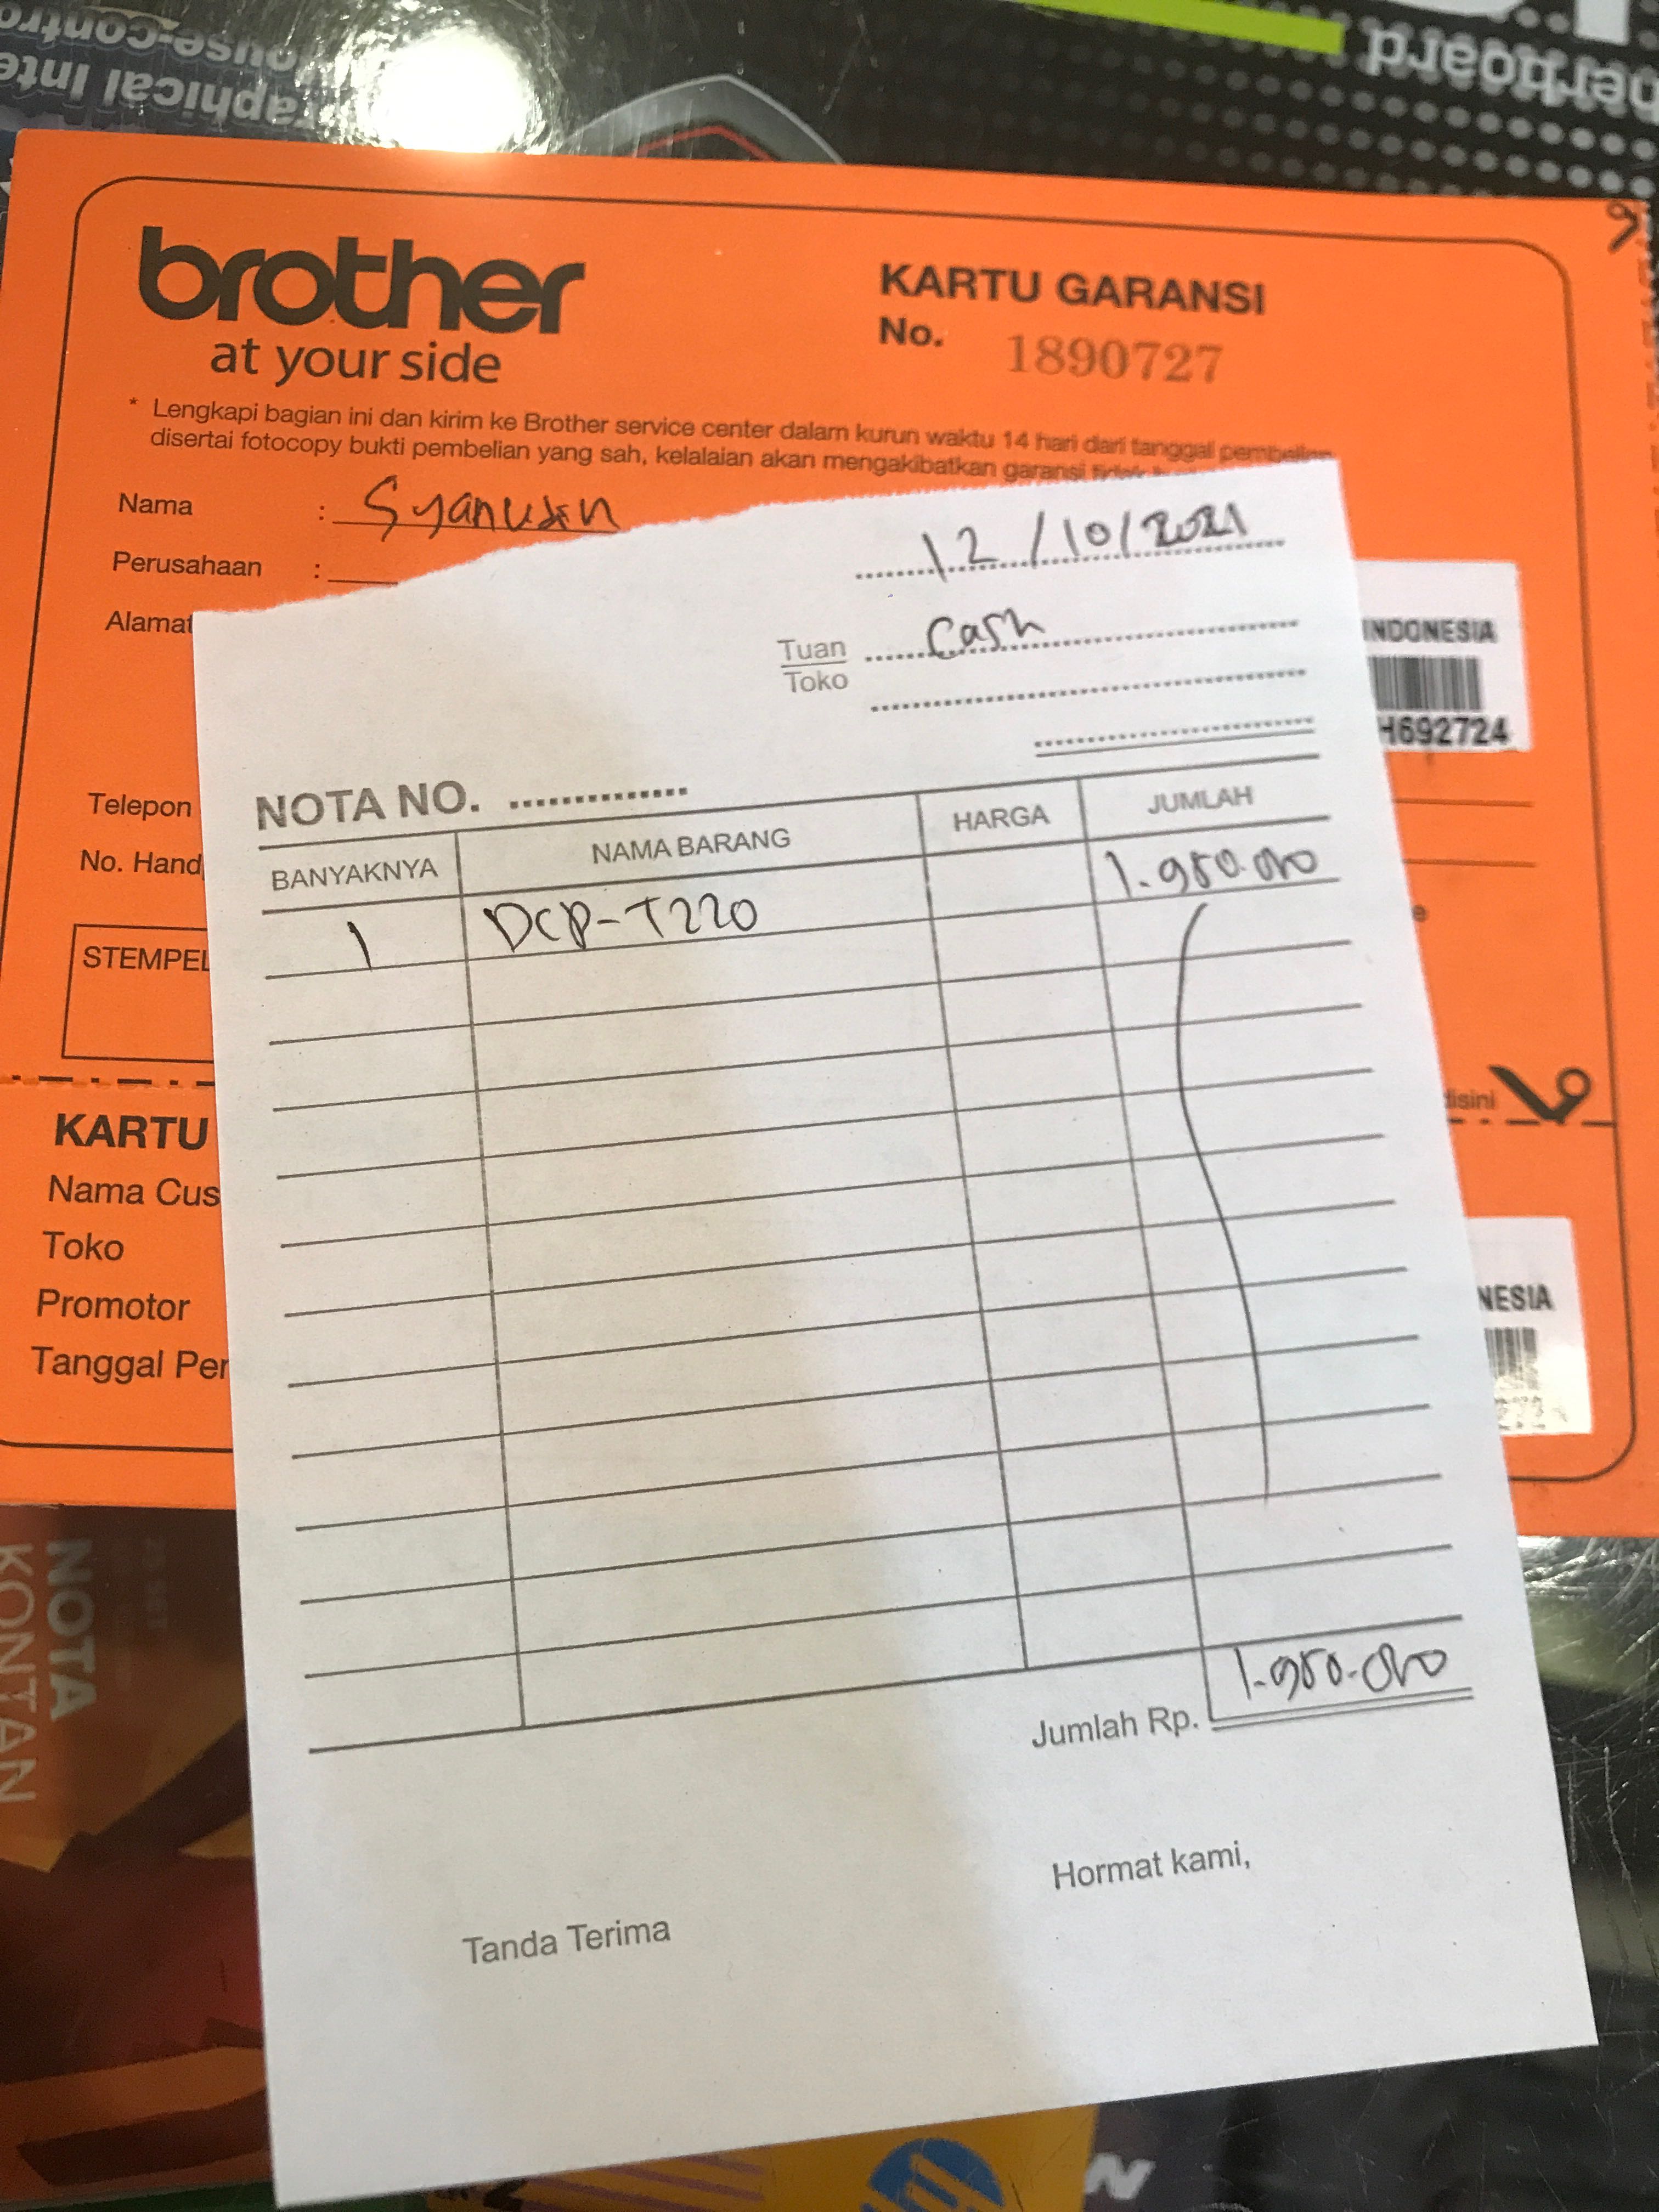 ouse-contro
raphical Inte
herboard
brother
at your side
KARTU GARANSI
No. 1890727
* Lengkapi bagian ini dan kirim ke Brother service center dalam kurun waktu 14 hari dari tanggal pembelian
disertai fotocopy bukti pembelian yang sah, kelalaian akan mengakibatkan garansi
Nama :
Perusahaan :
Alamat
INDONESIA
H692724
Telepon
No. Hand
STEMPEL
disini
KARTU
Nama Cus
Toko
Promotor
Tanggal Per
NESIA
12/10/2021
Tuan Cash
Toko
NOTA NO.
BANYAKNYA NAMA BARANG HARGA JUMLAH
1 DCP-T220 1.950.000
Jumlah Rp. 1.950.000
Tanda Terima Hormat kami,
NOTA
KONTAN